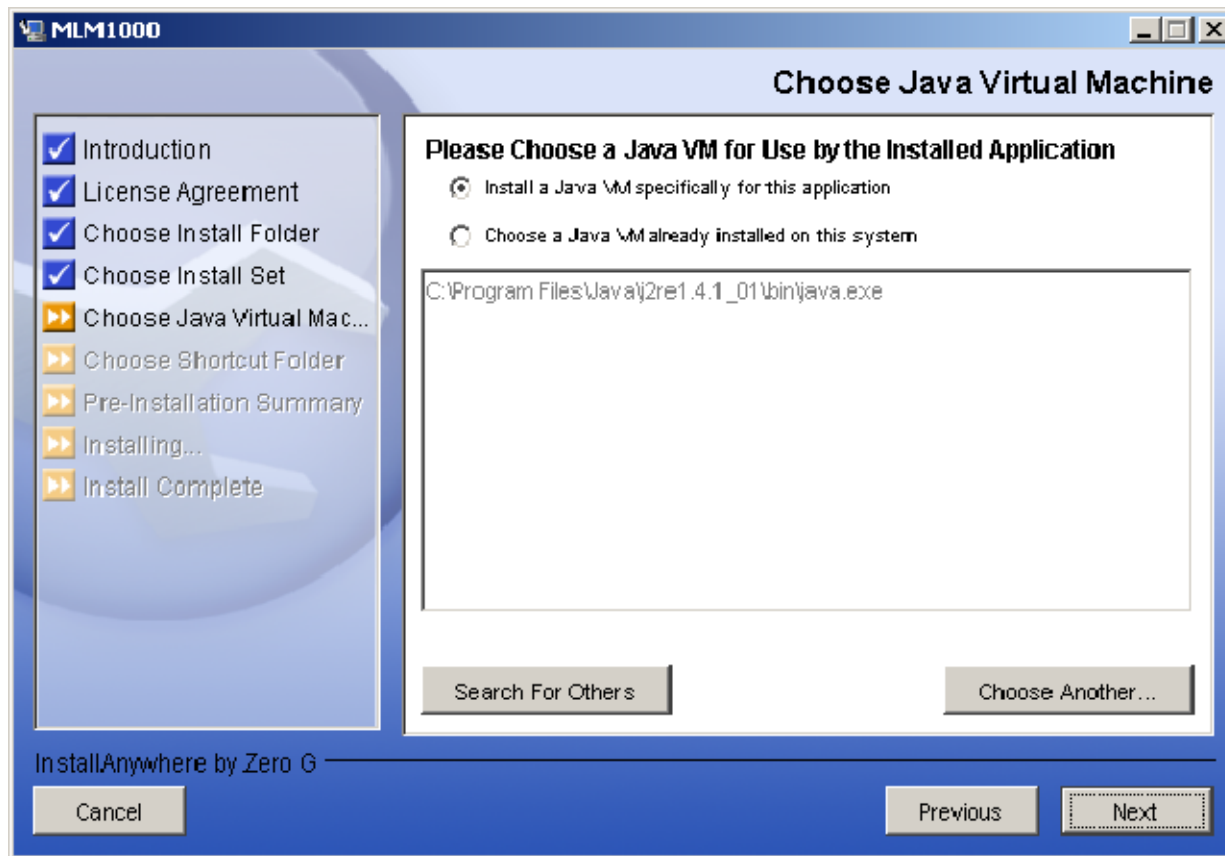 MLM1000
Choose Java Virtual Machine
Introduction
License Agreement
Choose Install Folder
Choose Install Set
Choose Java Virtual Mac...
Choose Shortcut Folder
Pre-Installation Summary
Installing...
Install Complete
Please Choose a Java VM for Use by the Installed Application
Install a Java VM specifically for this application
Choose a Java VM already installed on this system
C:\Program Files\Java\j2re1.4.1_01\bin\java.exe
Search For Others
Choose Another...
InstallAnywhere by Zero G
Cancel
Previous
Next